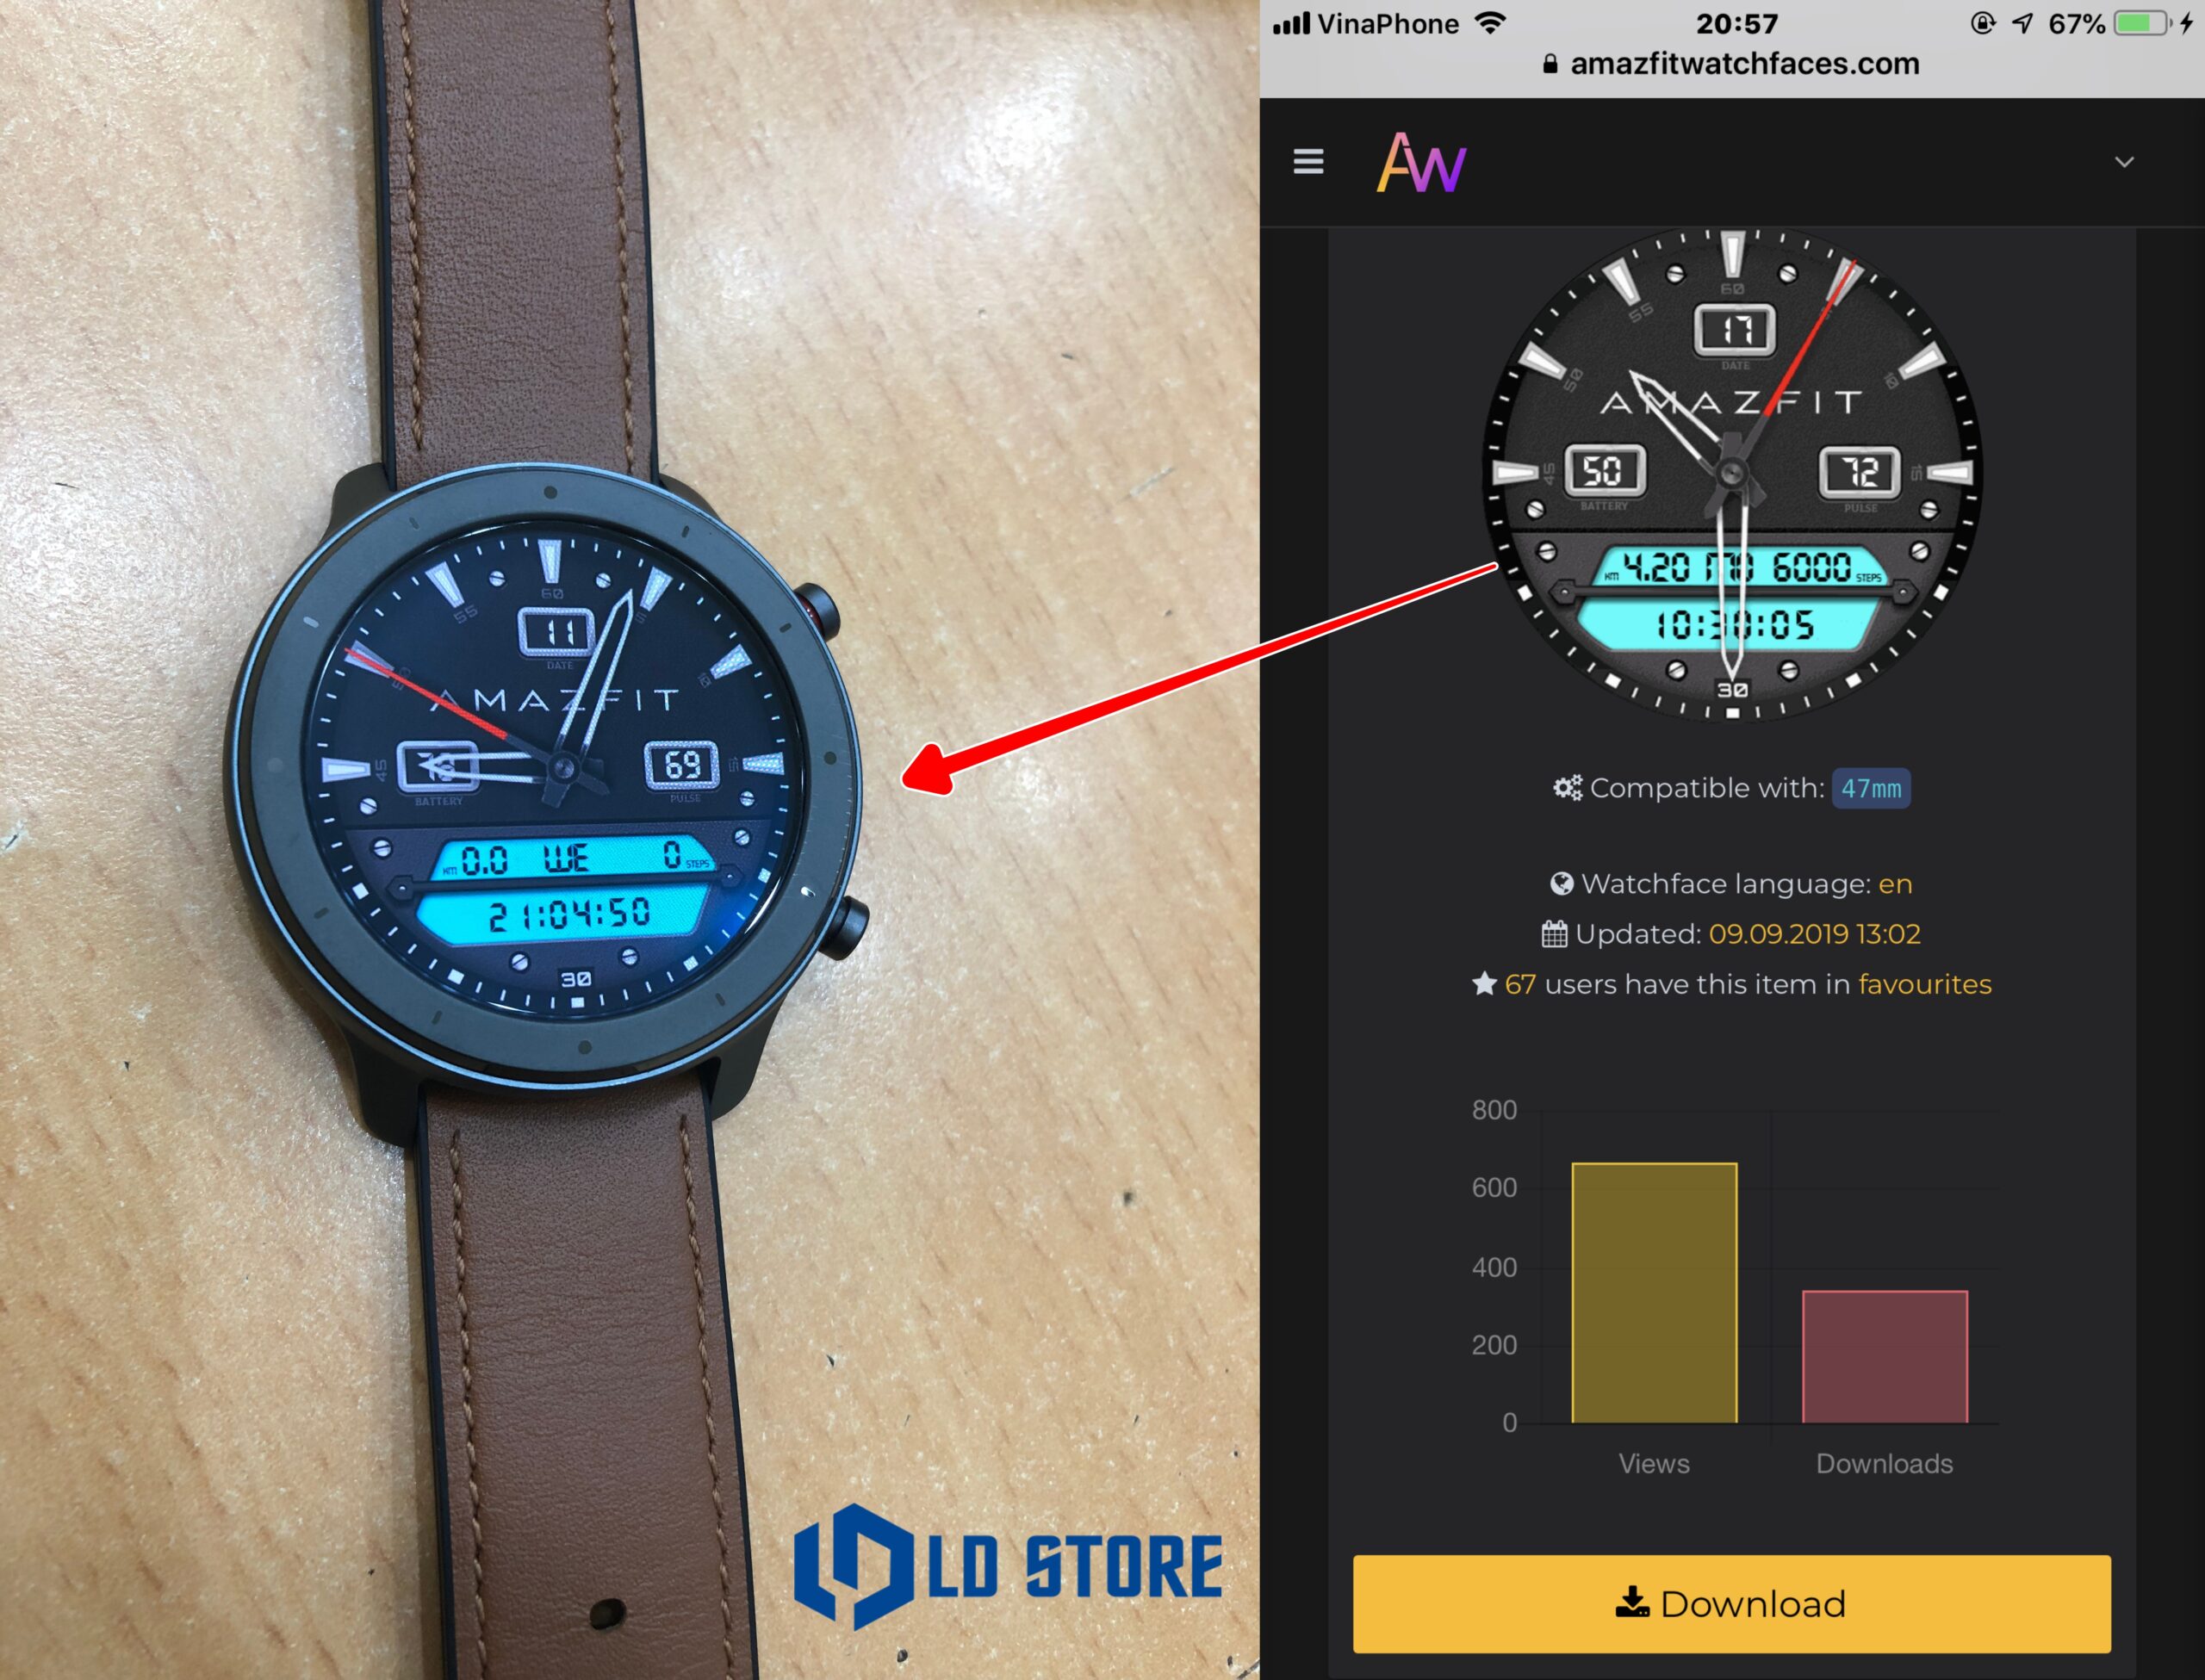 60
55
11
DATE
AMAZFIT
45
69
BATTERY
PULSE
KM 0.0 WE 0 STEPS
21:04:50
30
LD STORE
VinaPhone 20:57 67%
amazfitwatchfaces.com
AW
60
55
17
DATE
50
10
AMAZFIT
45
50
72
15
BATTERY
PULSE
KM 4.20 6000 STEPS
10:30:05
30
Compatible with: 47mm
Watchface language: en
Updated: 09.09.2019 13:02
67 users have this item in favourites
800
600
400
200
0
Views
Downloads
Download